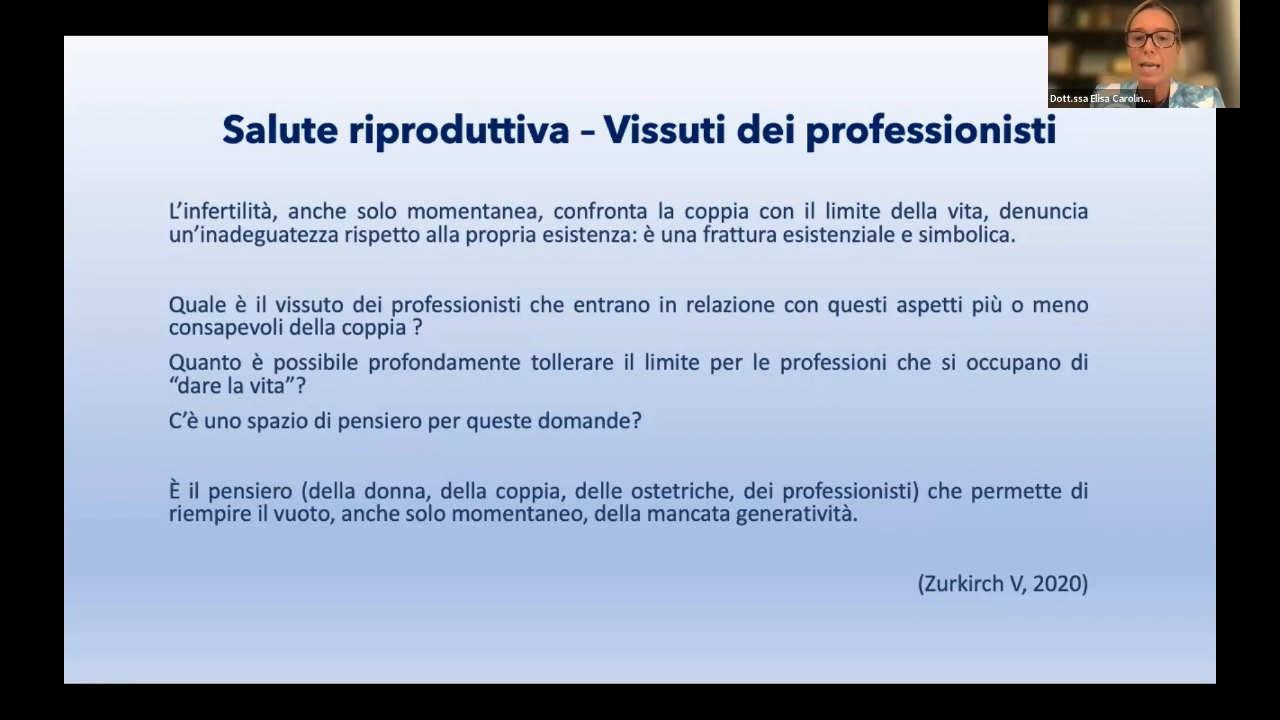 Dott.ssa Elisa Carolin...
Salute riproduttiva – Vissuti dei professionisti
L’infertilità, anche solo momentanea, confronta la coppia con il limite della vita, denuncia
un’inadeguatezza rispetto alla propria esistenza: è una frattura esistenziale e simbolica.
Quale è il vissuto dei professionisti che entrano in relazione con questi aspetti più o meno
consapevoli della coppia ?
Quanto è possibile profondamente tollerare il limite per le professioni che si occupano di
“dare la vita”?
C’è uno spazio di pensiero per queste domande?
È il pensiero (della donna, della coppia, delle ostetriche, dei professionisti) che permette di
riempire il vuoto, anche solo momentaneo, della mancata generatività.
(Zurkirch V, 2020)